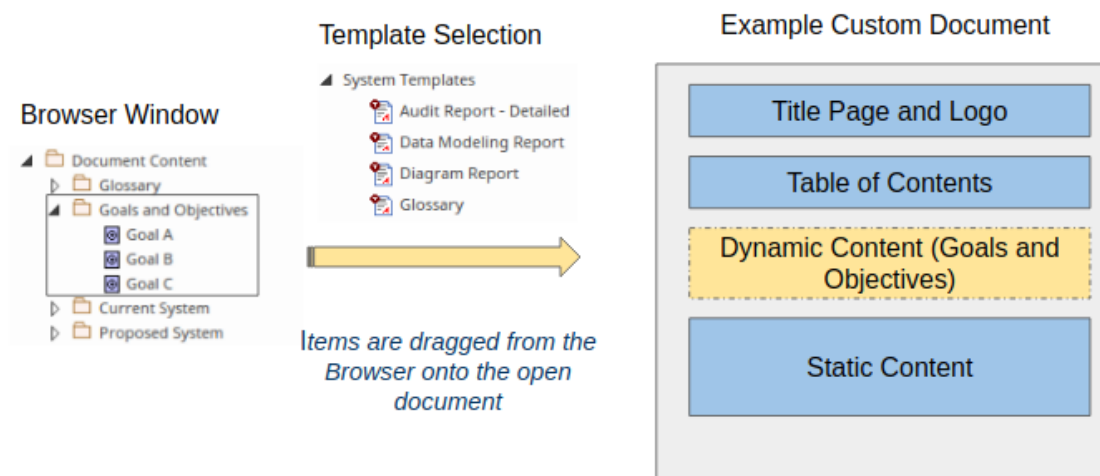 Browser Window
Document Content
Glossary
Goals and Objectives
Goal A
Goal B
Goal C
Current System
Proposed System
Template Selection
System Templates
Audit Report - Detailed
Data Modeling Report
Diagram Report
Glossary
Items are dragged from the
Browser onto the open
document
Example Custom Document
Title Page and Logo
Table of Contents
Dynamic Content (Goals and
Objectives)
Static Content